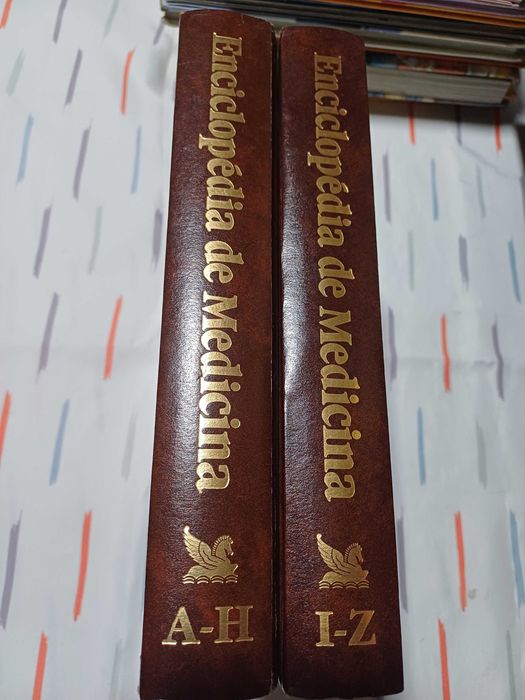 Enciclopédia de Medicina
A-H
Enciclopédia de Medicina
I-Z